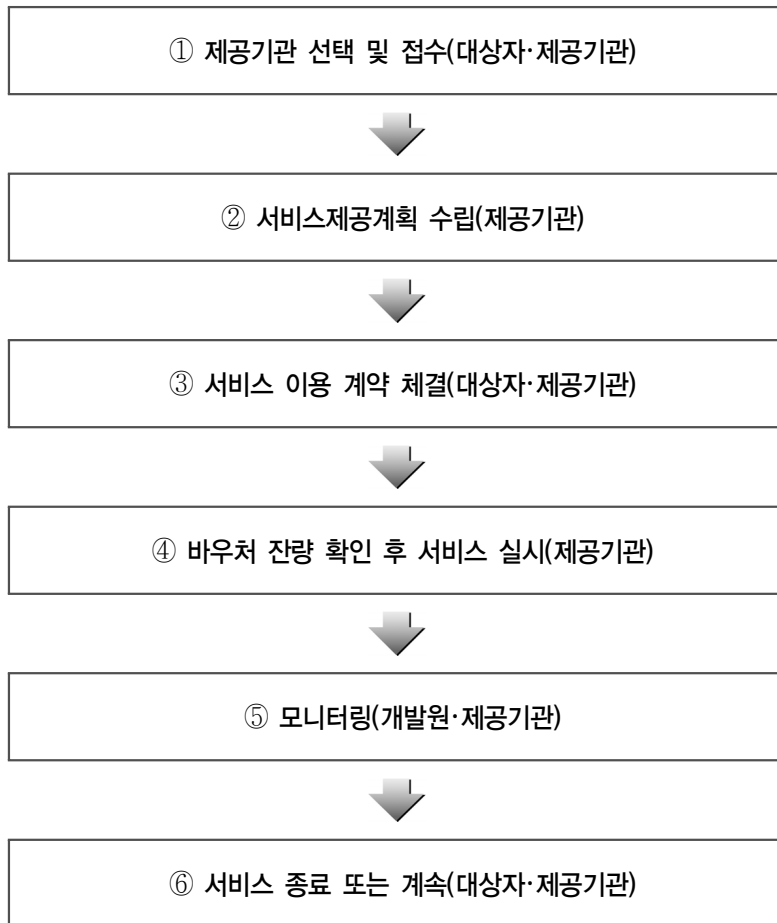 ① 제공기관 선택 및 접수(대상자·제공기관)
② 서비스제공계획 수립(제공기관)
③ 서비스 이용 계약 체결(대상자·제공기관)
④ 바우처 잔량 확인 후 서비스 실시(제공기관)
⑤ 모니터링(개발원·제공기관)
⑥ 서비스 종료 또는 계속(대상자·제공기관)